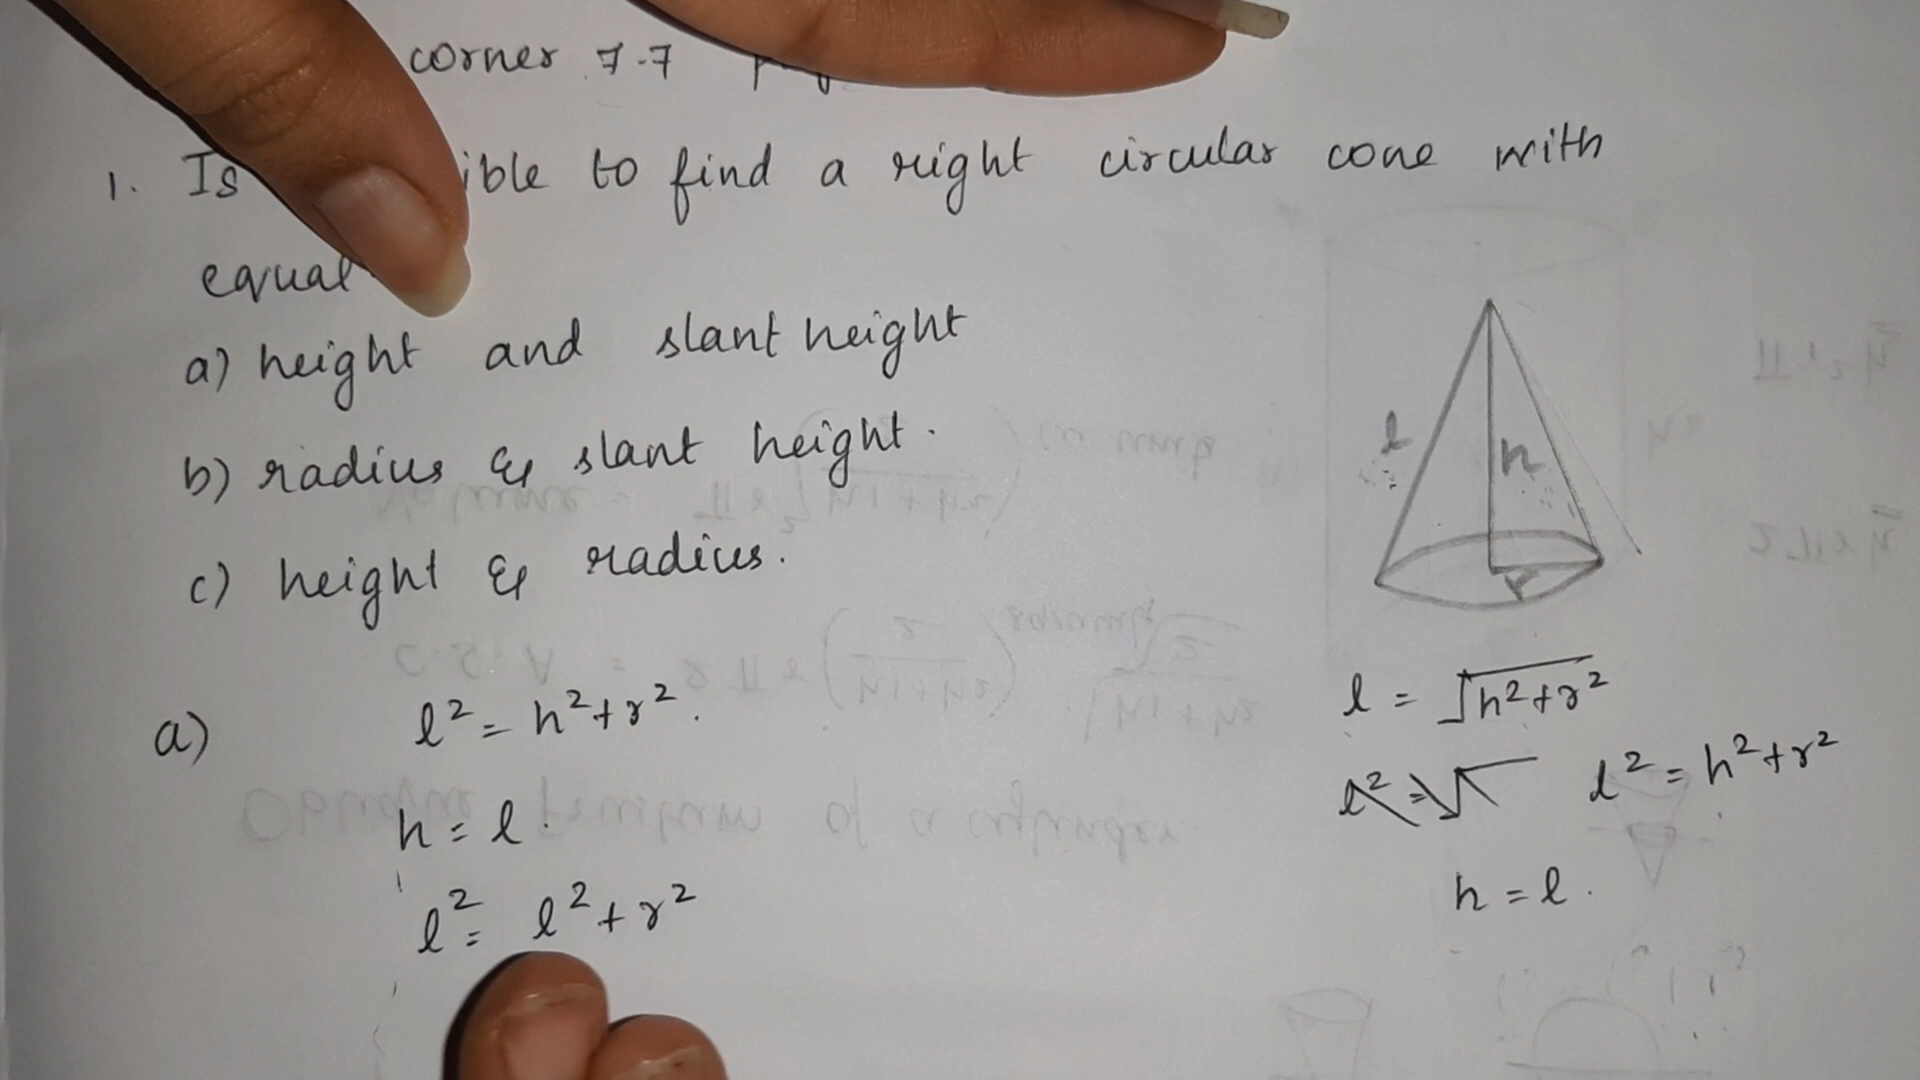 corner 7.7
1. Is to find a right circular cone with
equal
a) height and slant height
b) radius & slant height.
c) height & radius.
l
h
r
a) l² = h² + r².
h = l.
l² = l² + r²
l = √h² + r²
l² = √ l² = h² + r²
h = l.